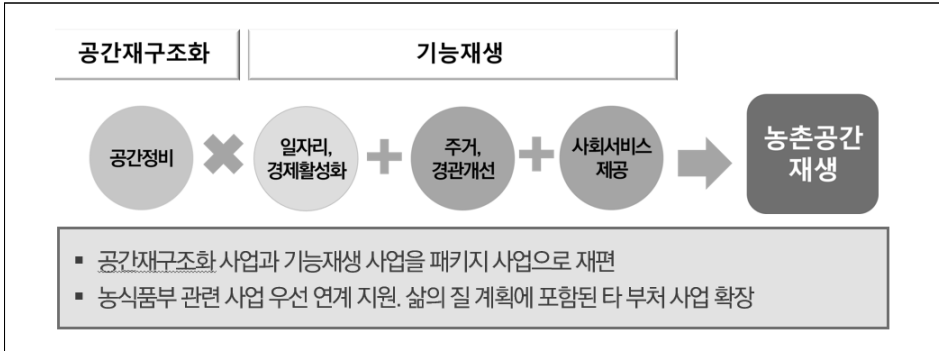 공간재구조화
기능재생
공간정비
일자리,
경제활성화
주거,
경관개선
사회서비스
제공
농촌공간
재생
▪ 공간재구조화 사업과 기능재생 사업을 패키지 사업으로 재편
▪ 농식품부 관련 사업 우선 연계 지원. 삶의 질 계획에 포함된 타 부처 사업 확장